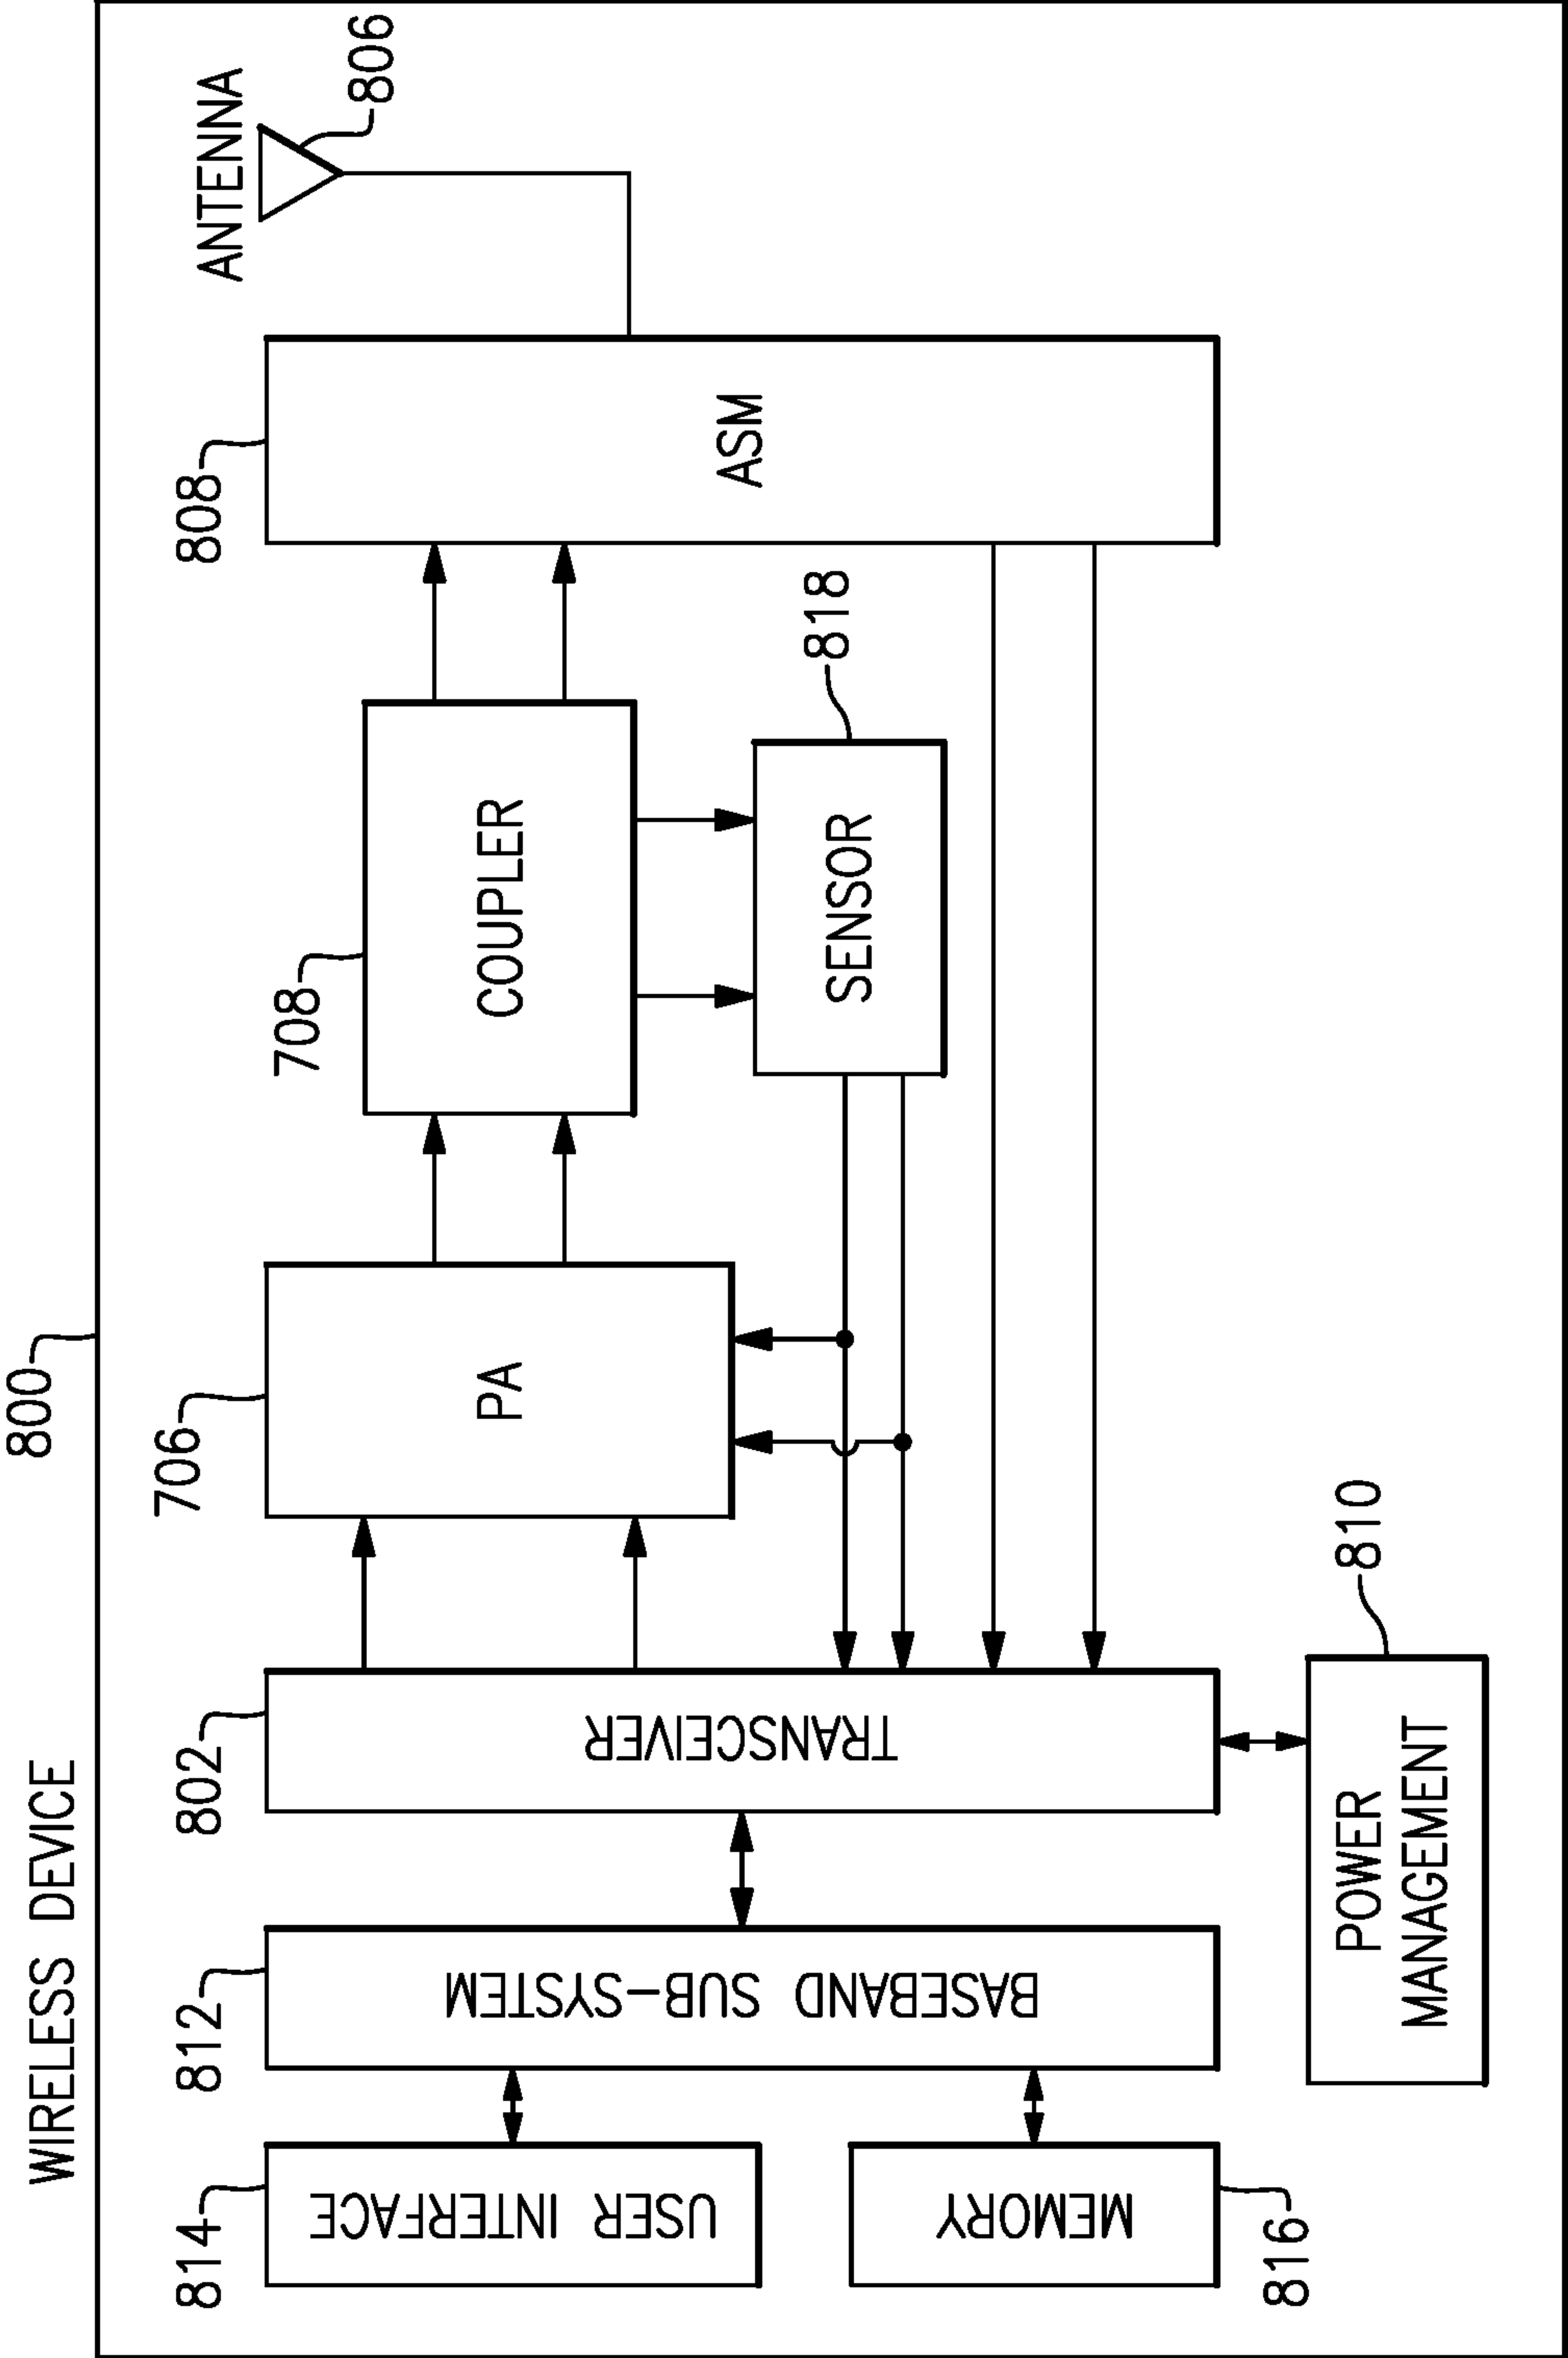 WIRELESS DEVICE
800
814
USER INTERFACE
816
MEMORY
812
BASEBAND SUB-SYSTEM
802
TRANSCEIVER
810
POWER
MANAGEMENT
706
PA
708
COUPLER
818
SENSOR
808
ASM
ANTENNA
806